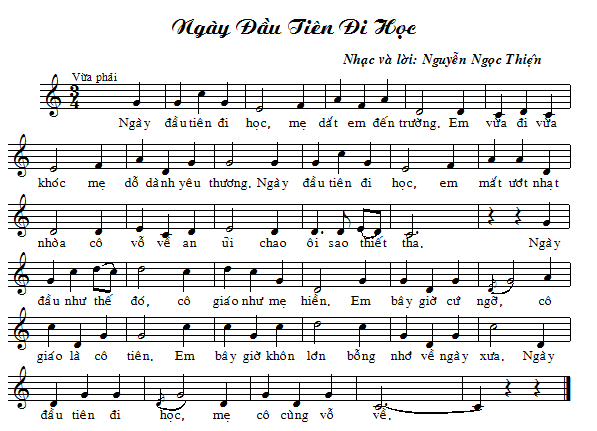 Ngày Đầu Tiên Đi Học
Nhạc và lời: Nguyễn Ngọc Thiện
Vừa phải
3
4
Ngày đầu tiên đi học, mẹ dắt em đến trường. Em vừa đi vừa
khóc mẹ dỗ dành yêu thương. Ngày đầu tiên đi học, em mắt ướt nhạt
nhòa cô vỗ về an ủi chao ôi sao thiết tha. Ngày
đầu như thế đó, cô giáo như mẹ hiền. Em bây giờ cứ ngỡ, cô
giáo là cô tiên. Em bây giờ khôn lớn bỗng nhớ về ngày xưa. Ngày
đầu tiên đi học, mẹ cô cùng vỗ về.